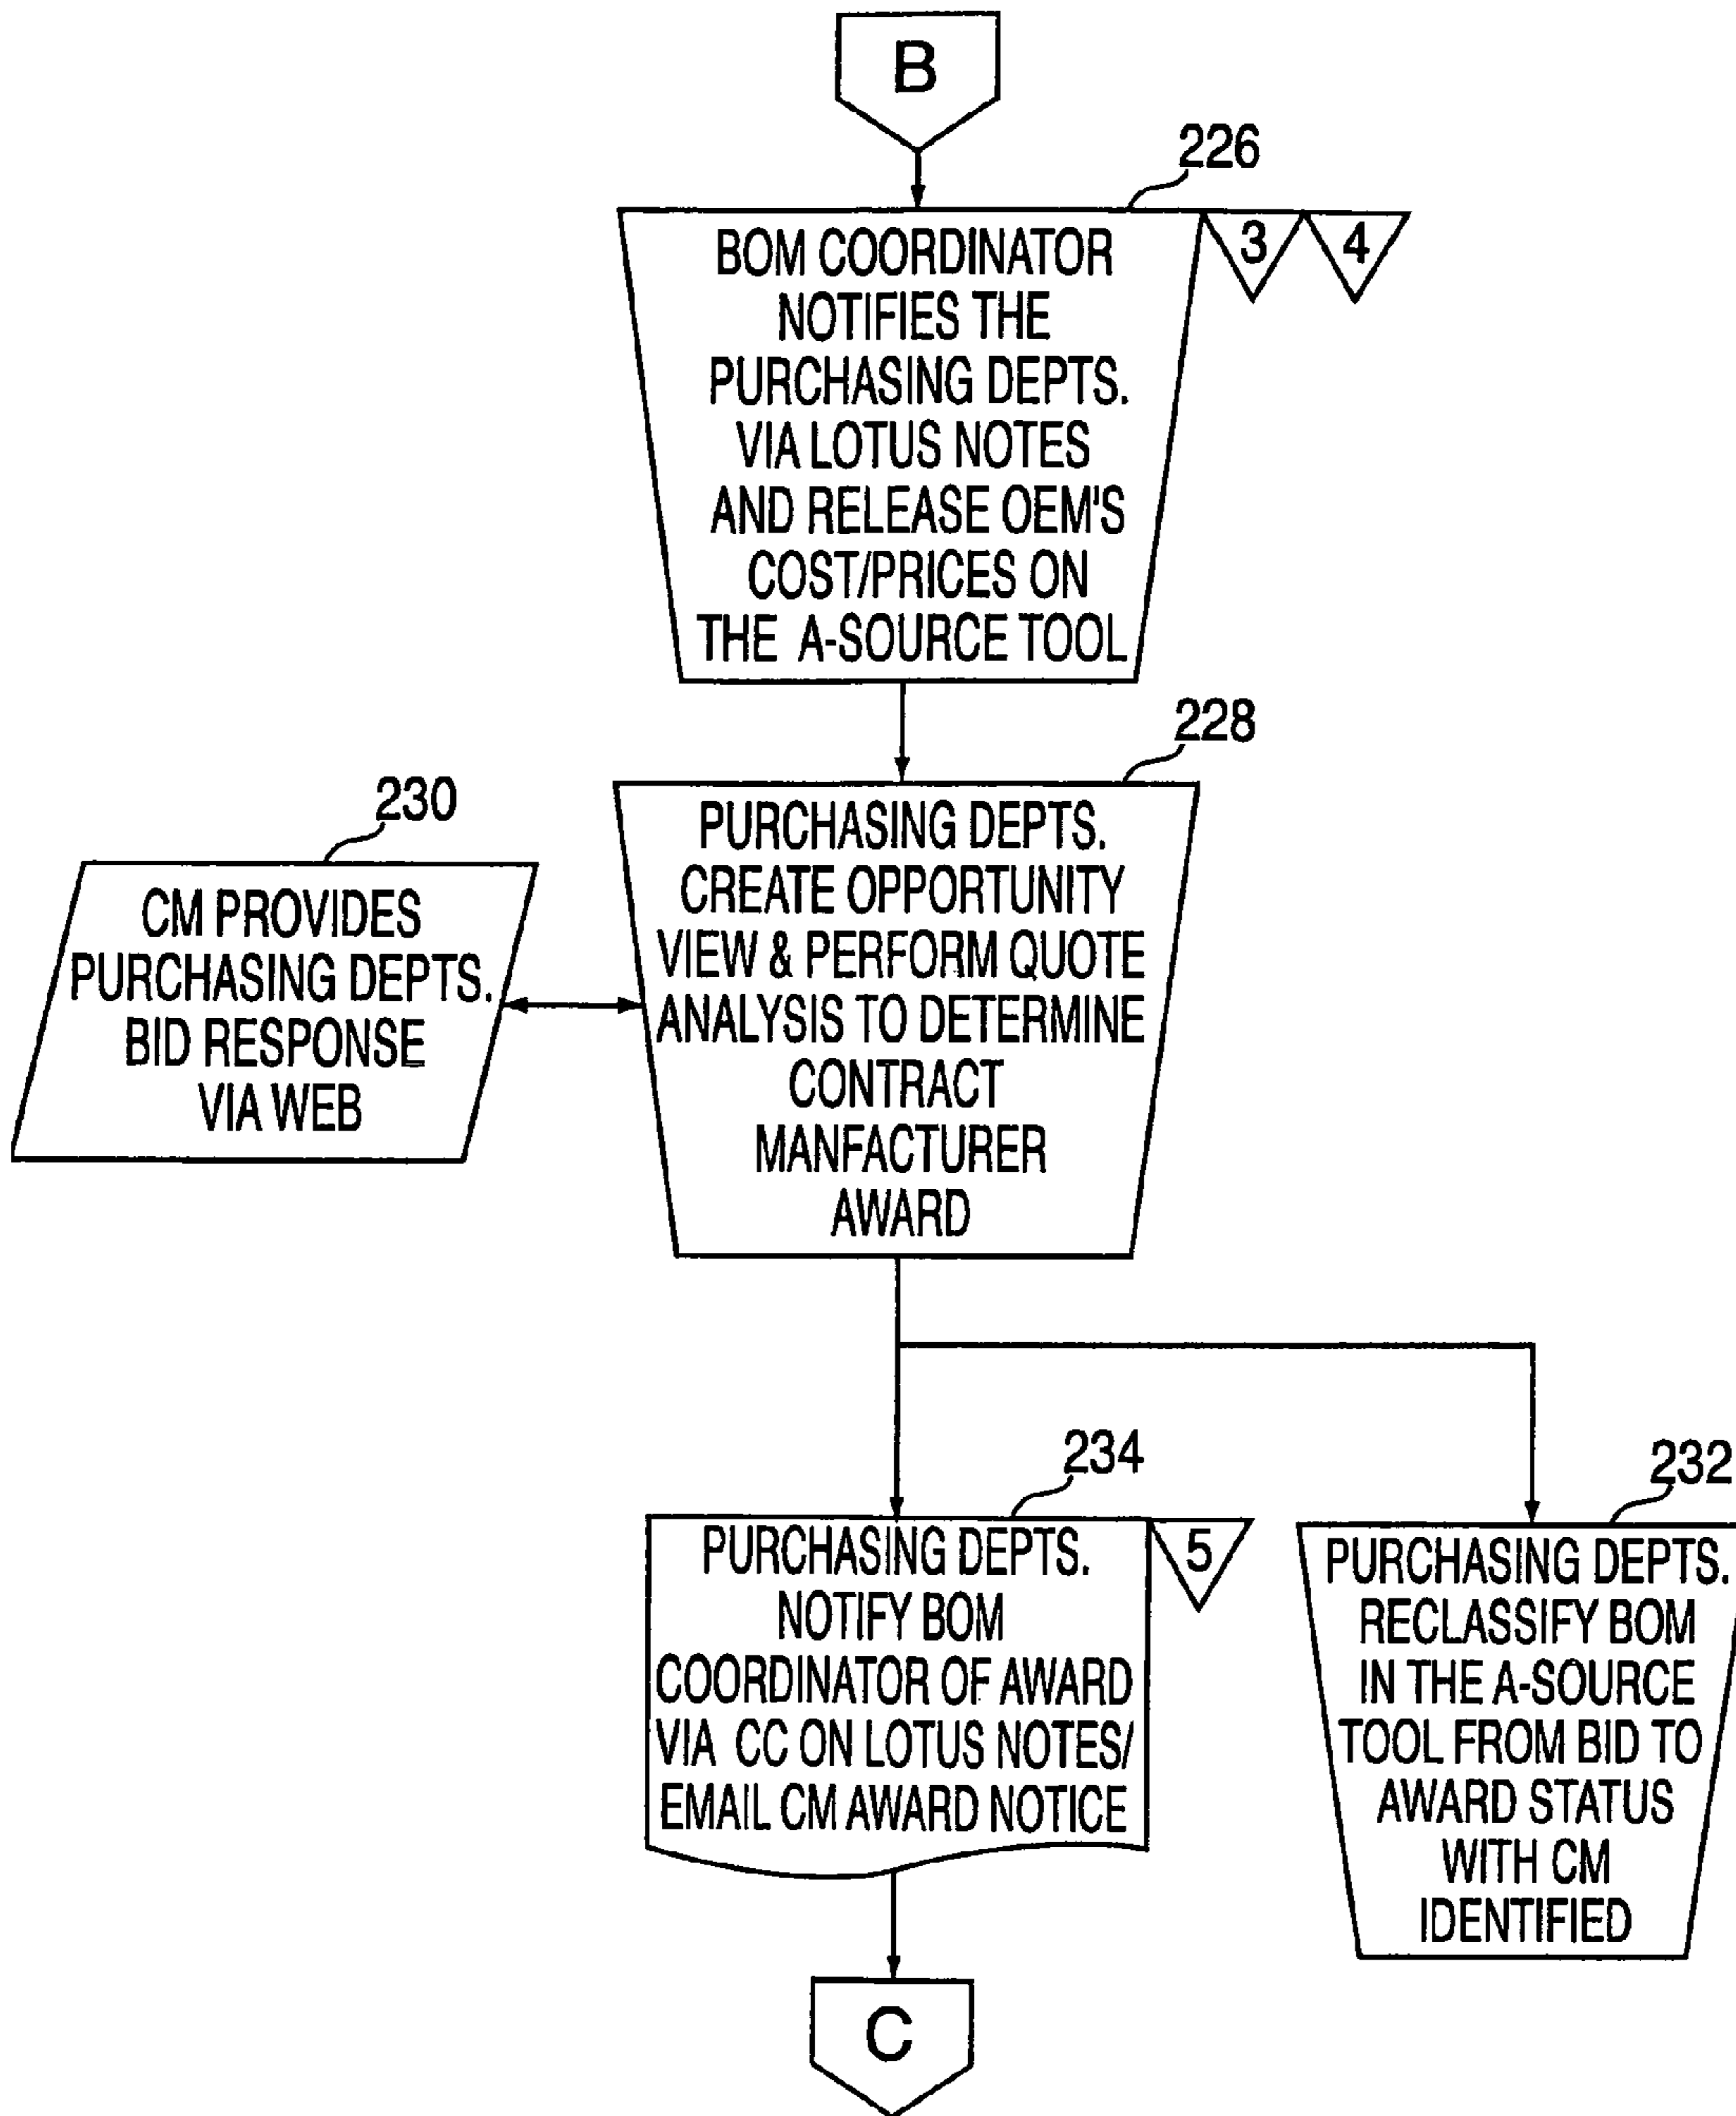 B
226
BOM COORDINATOR
NOTIFIES THE
PURCHASING DEPTS.
VIA LOTUS NOTES
AND RELEASE OEM'S
COST/PRICES ON
THE A-SOURCE TOOL
3
4
228
PURCHASING DEPTS.
CREATE OPPORTUNITY
VIEW & PERFORM QUOTE
ANALYSIS TO DETERMINE
CONTRACT
MANFACTURER
AWARD
230
CM PROVIDES
PURCHASING DEPTS.
BID RESPONSE
VIA WEB
234
PURCHASING DEPTS.
NOTIFY BOM
COORDINATOR OF AWARD
VIA CC ON LOTUS NOTES/
EMAIL CM AWARD NOTICE
5
232
PURCHASING DEPTS.
RECLASSIFY BOM
IN THE A-SOURCE
TOOL FROM BID TO
AWARD STATUS
WITH CM
IDENTIFIED
C